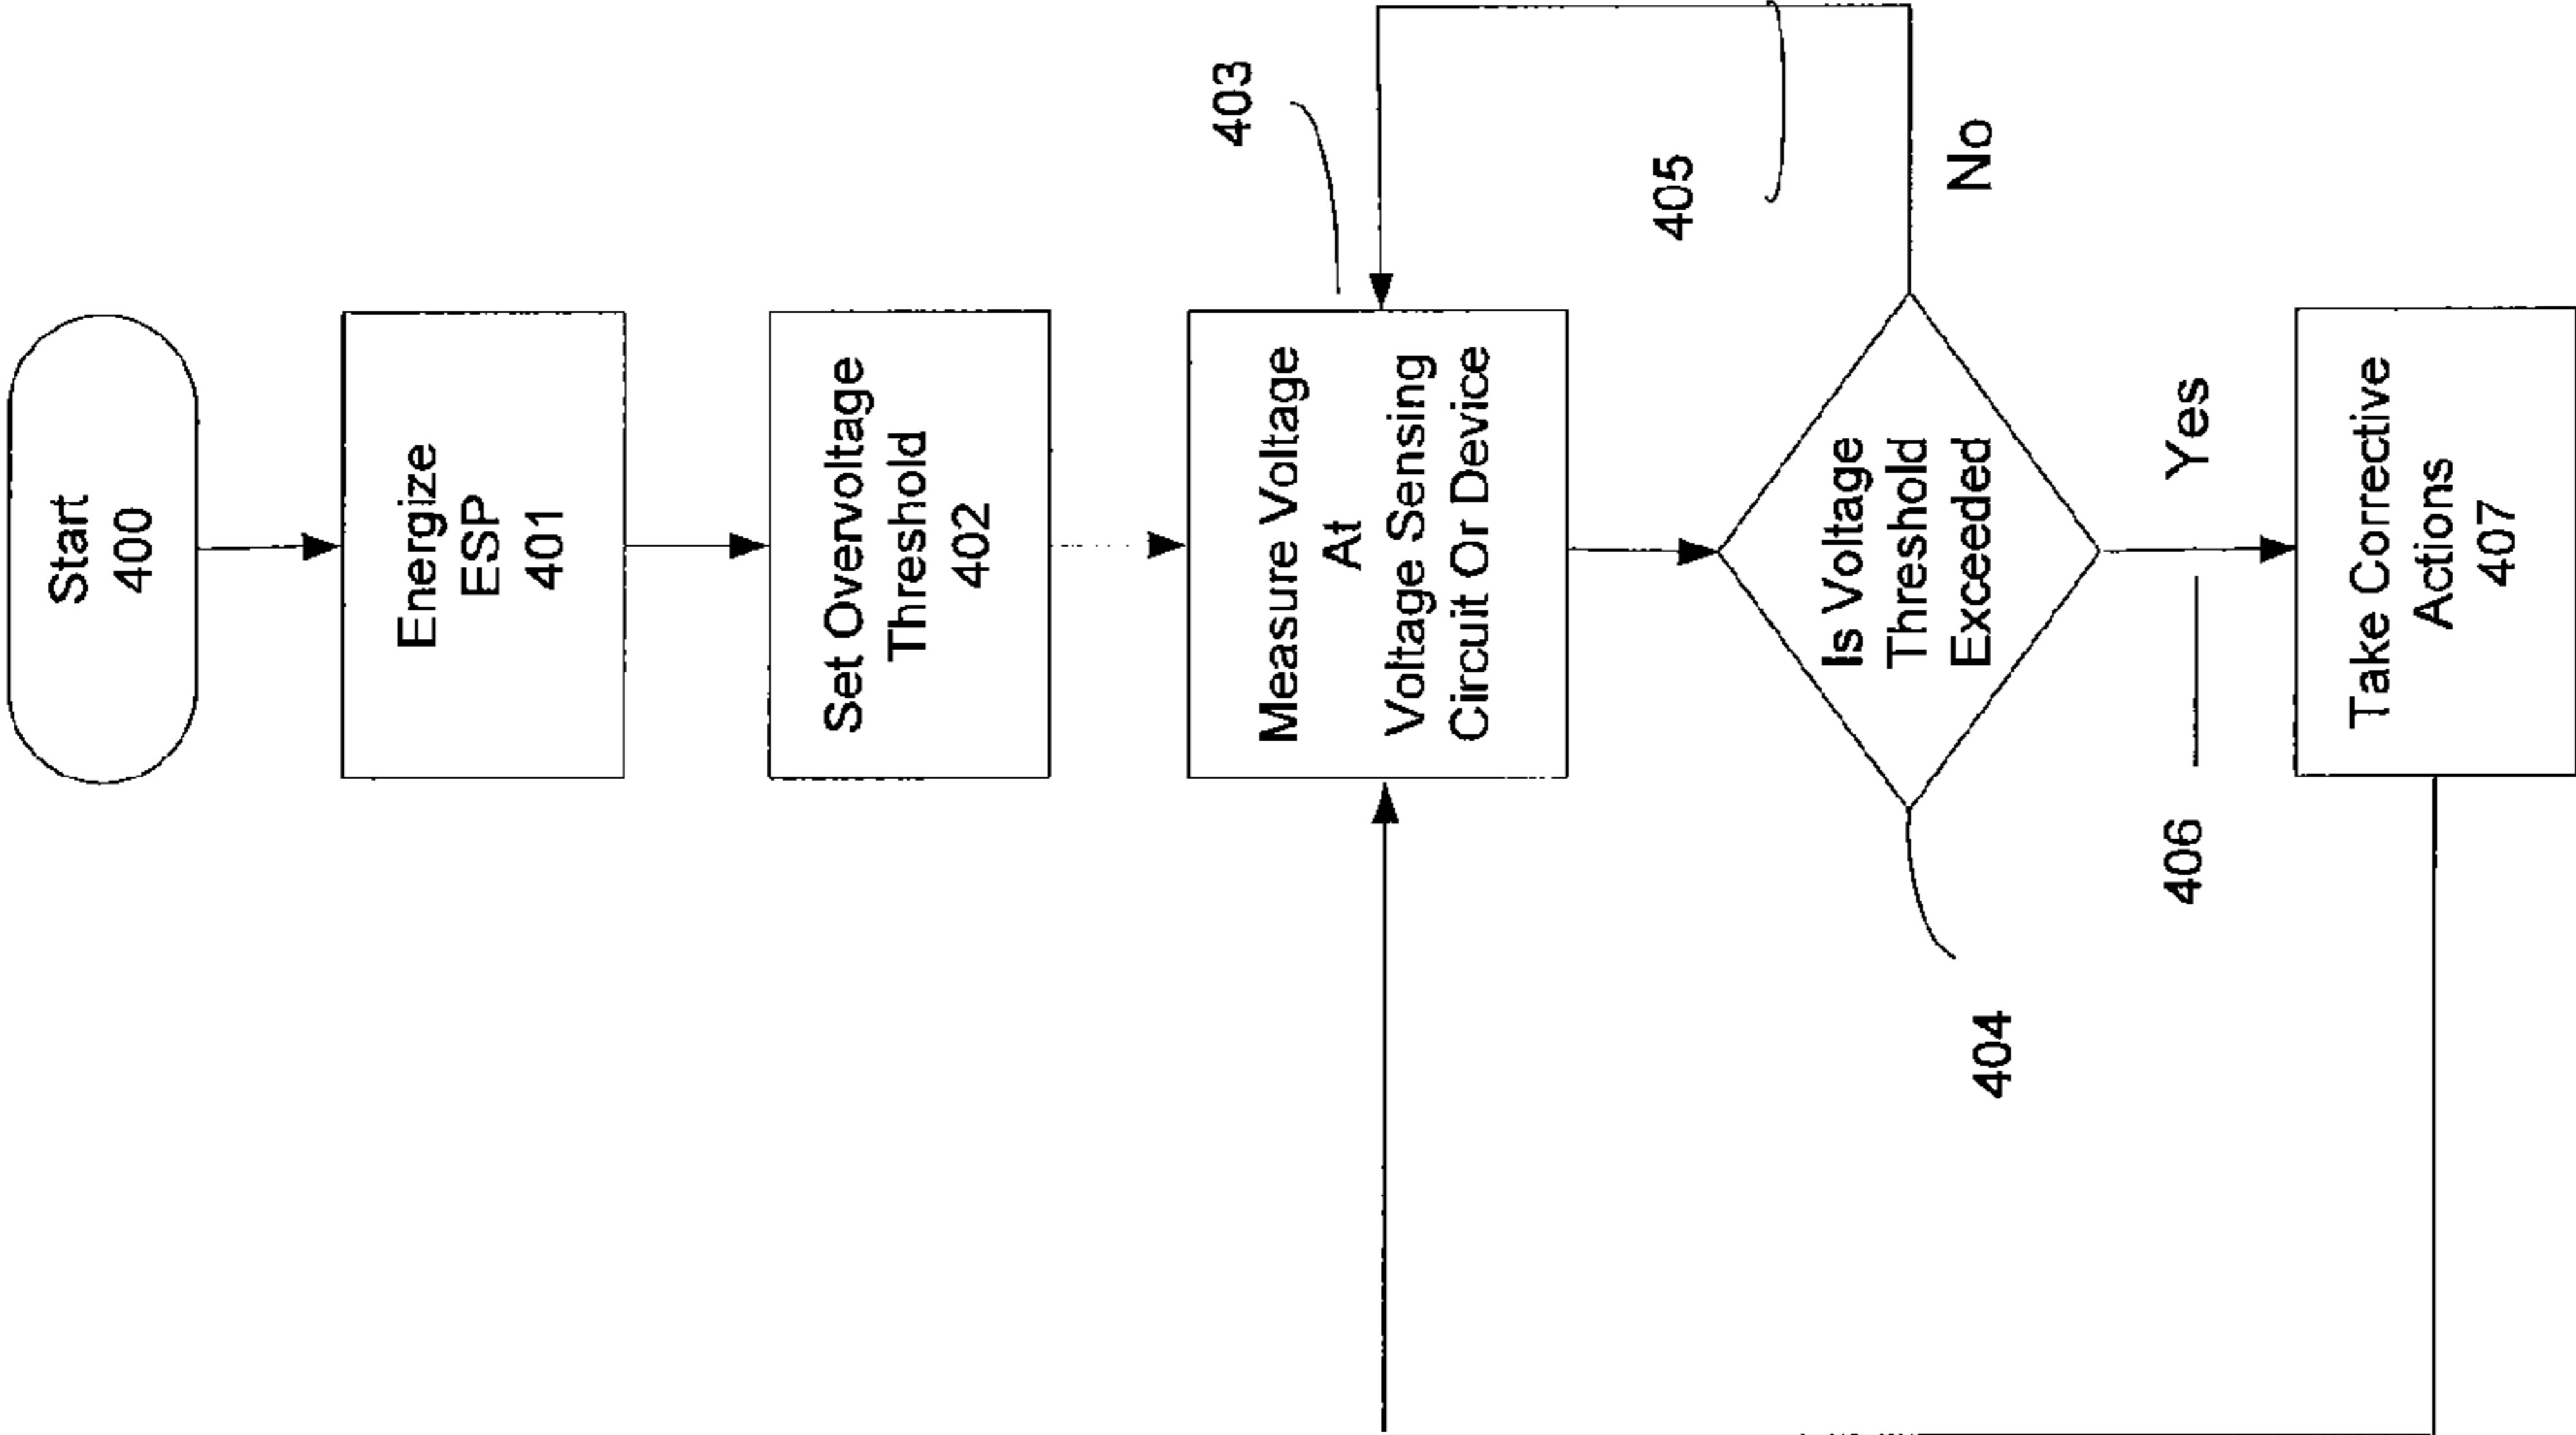 Start
400
Energize
ESP
401
Set Overvoltage
Threshold
402
403
Measure Voltage
At
Voltage Sensing
Circuit Or Device
405
No
Is Voltage
Threshold
Exceeded
404
Yes
406
Take Corrective
Actions
407